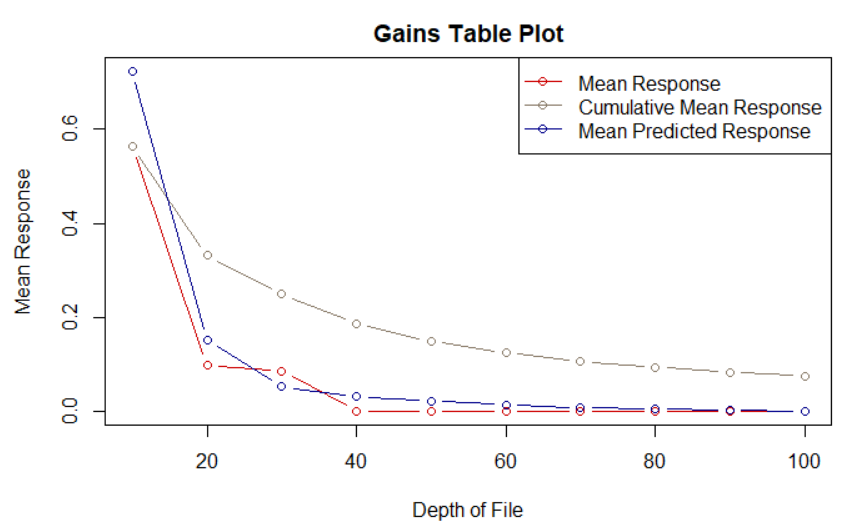 Gains Table Plot
Mean Response
Cumulative Mean Response
Mean Predicted Response
Mean Response
0.6
0.4
0.2
0.0
20
40
60
80
100
Depth of File